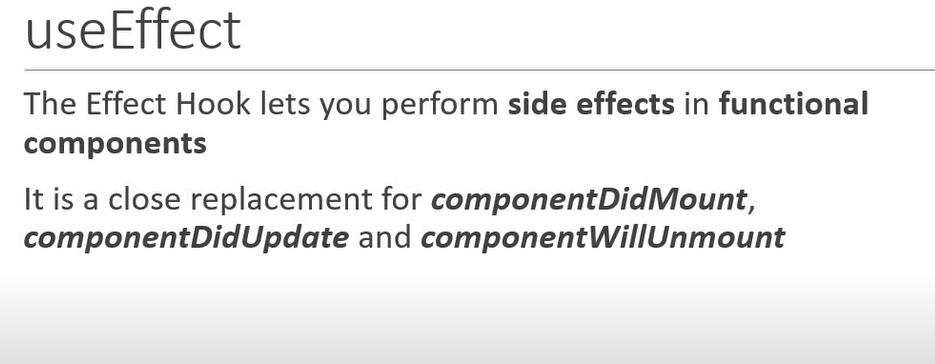 useEffect
The Effect Hook lets you perform side effects in functional
components
It is a close replacement for componentDidMount,
componentDidUpdate and componentWillUnmount